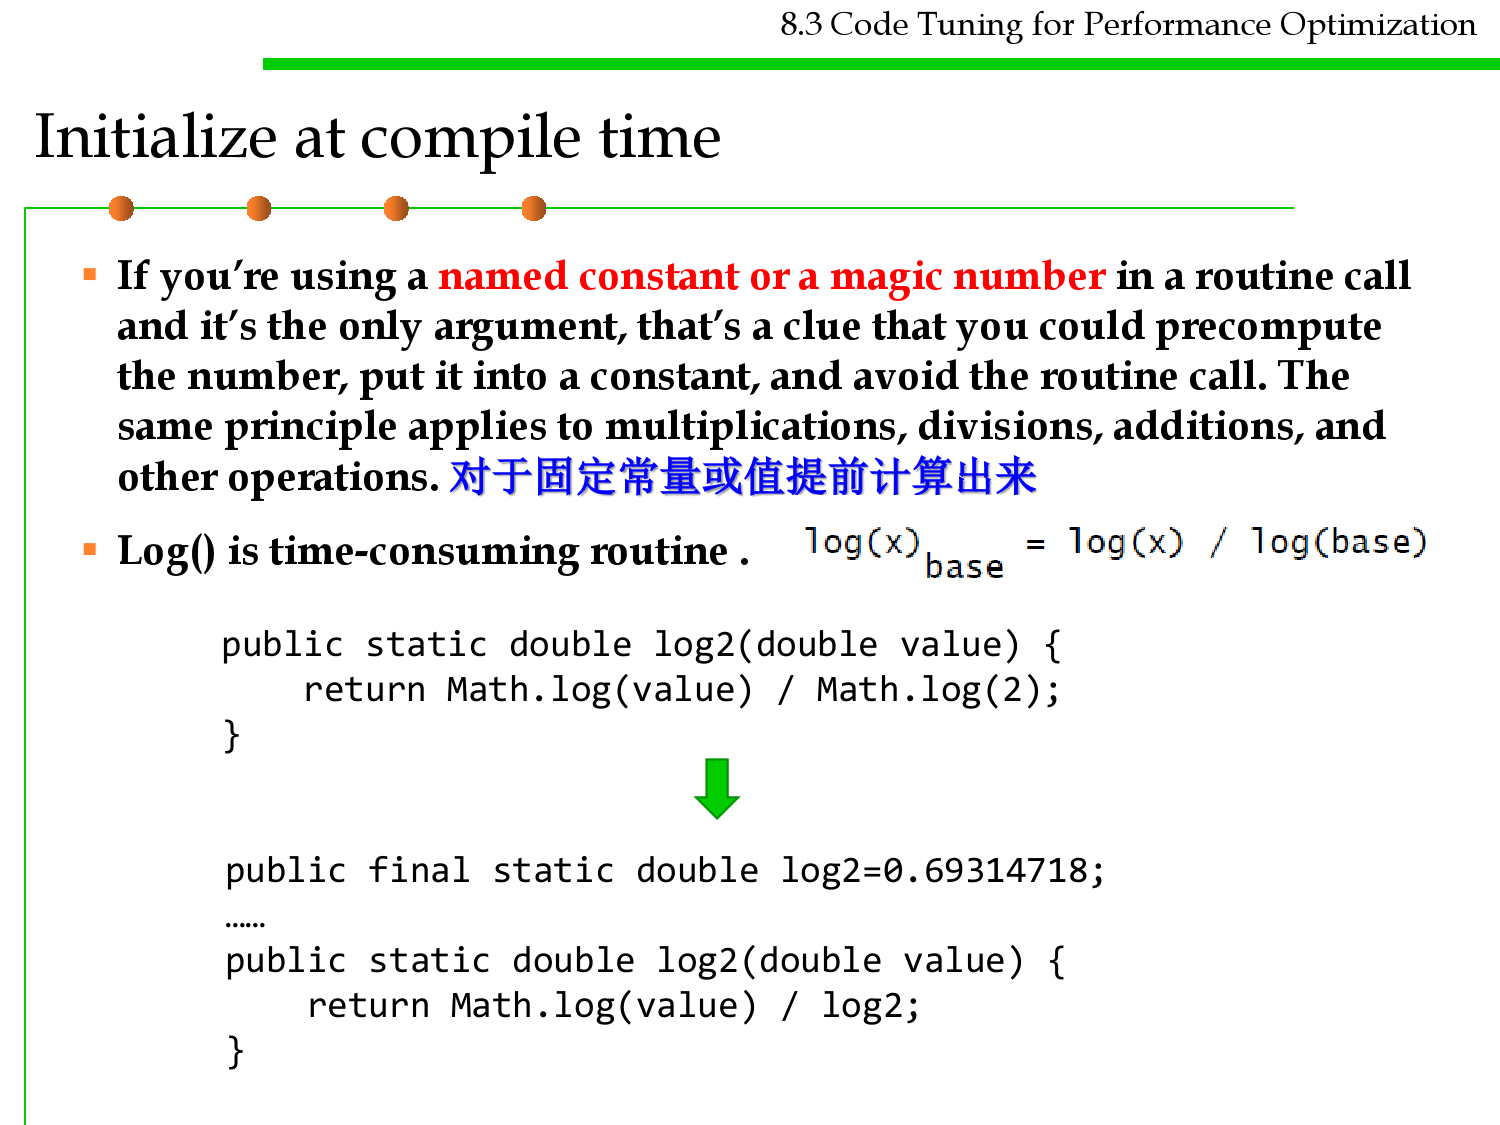 8.3 Code Tuning for Performance Optimization
Initialize at compile time
▪ If you’re using a named constant or a magic number in a routine call
and it’s the only argument, that’s a clue that you could precompute
the number, put it into a constant, and avoid the routine call. The
same principle applies to multiplications, divisions, additions, and
other operations. 对于固定常量或值提前计算出来
▪ Log() is time-consuming routine .
log(x)base = log(x) / log(base)
public static double log2(double value) {
    return Math.log(value) / Math.log(2);
}
public final static double log2=0.69314718;
……
public static double log2(double value) {
    return Math.log(value) / log2;
}